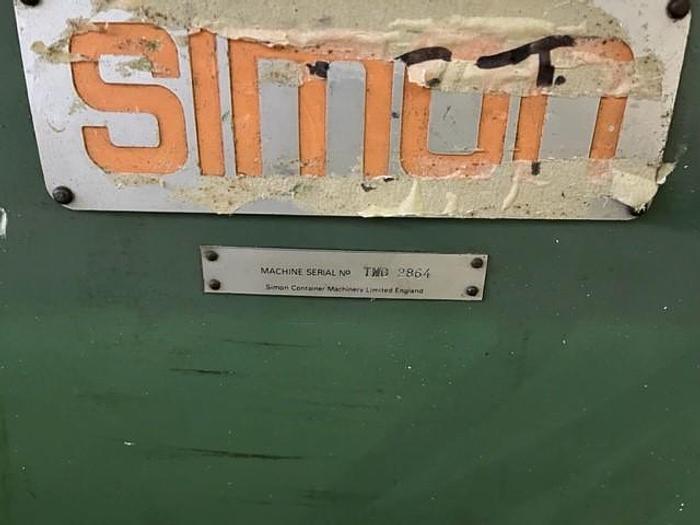 simon
MACHINE SERIAL Nº TWB 2864
Simon Container Machinery Limited England